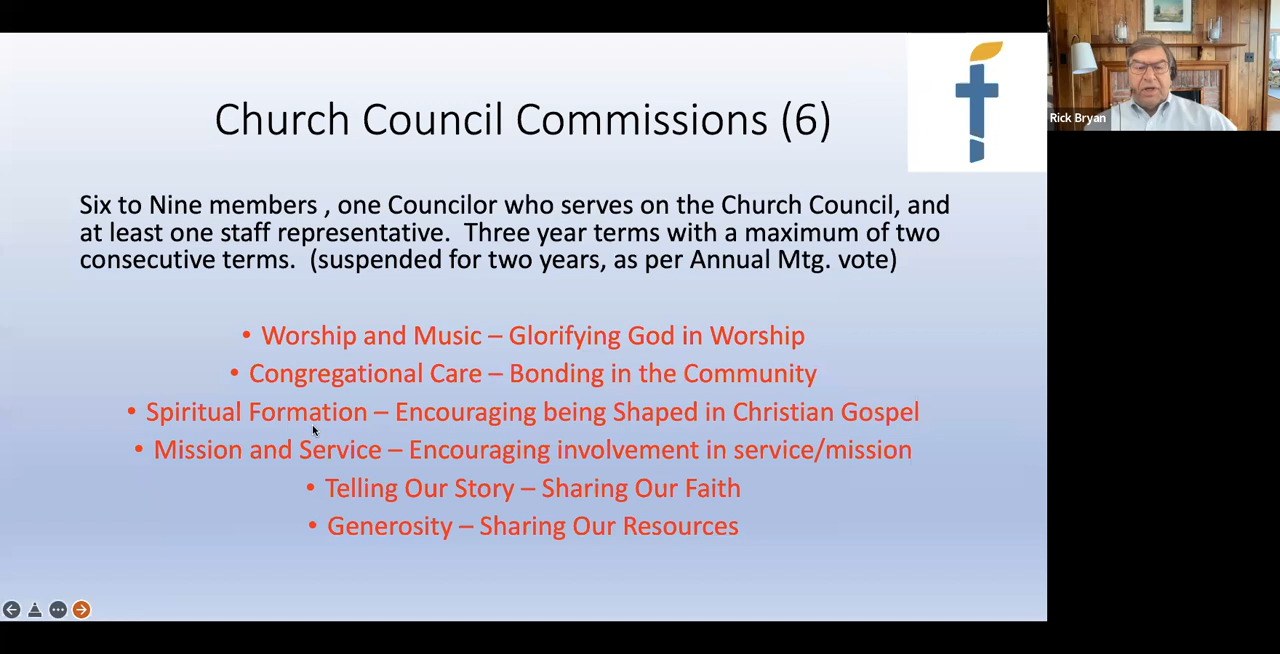 Church Council Commissions (6)
Six to Nine members , one Councilor who serves on the Church Council, and
at least one staff representative.  Three year terms with a maximum of two
consecutive terms.  (suspended for two years, as per Annual Mtg. vote)
• Worship and Music – Glorifying God in Worship
• Congregational Care – Bonding in the Community
• Spiritual Formation – Encouraging being Shaped in Christian Gospel
• Mission and Service – Encouraging involvement in service/mission
• Telling Our Story – Sharing Our Faith
• Generosity – Sharing Our Resources
Rick Bryan